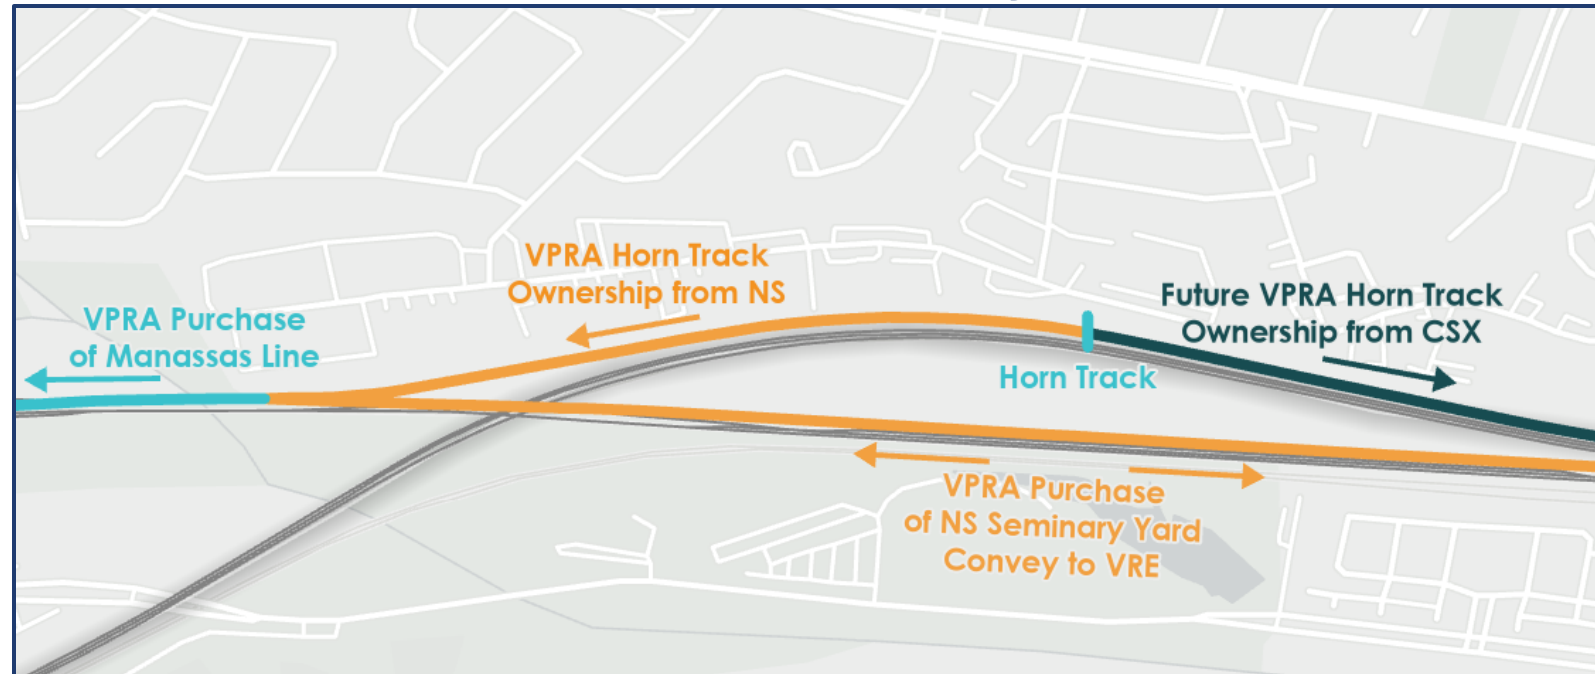 VPRA Horn Track
Ownership from NS
VPRA Purchase
of Manassas Line
Future VPRA Horn Track
Ownership from CSX
Horn Track
VPRA Purchase
of NS Seminary Yard
Convey to VRE